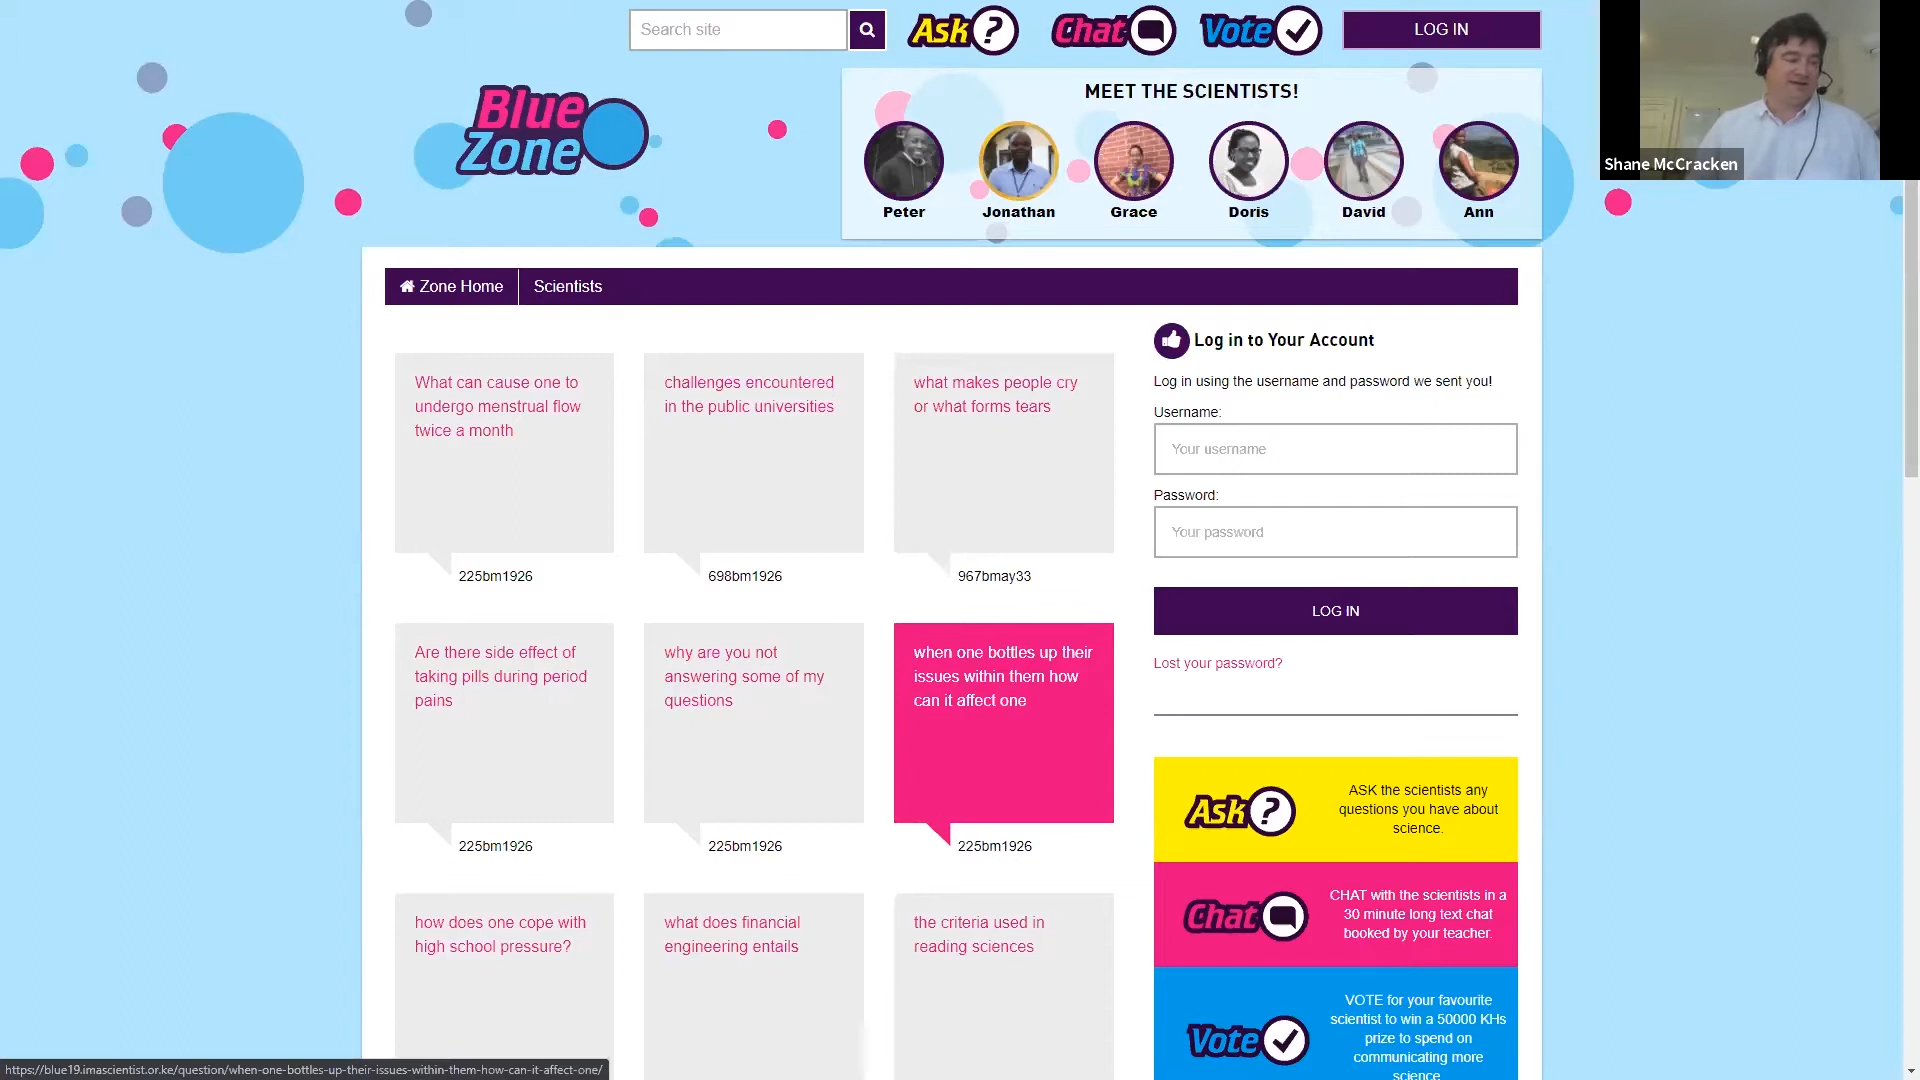 Search site
Ask?
Chat
Vote
LOG IN
Blue
Zone
MEET THE SCIENTISTS!
Peter
Jonathan
Grace
Doris
David
Ann
Shane McCracken
Zone Home
Scientists
What can cause one to
undergo menstrual flow
twice a month
225bm1926
challenges encountered
in the public universities
698bm1926
what makes people cry
or what forms tears
967bmay33
Are there side effect of
taking pills during period
pains
225bm1926
why are you not
answering some of my
questions
225bm1926
when one bottles up their
issues within them how
can it affect one
225bm1926
how does one cope with
high school pressure?
what does financial
engineering entails
the criteria used in
reading sciences
Log in to Your Account
Log in using the username and password we sent you!
Username:
Your username
Password:
Your password
LOG IN
Lost your password?
Ask?
ASK the scientists any
questions you have about
science.
Chat
CHAT with the scientists in a
30 minute long text chat
booked by your teacher.
Vote
VOTE for your favourite
scientist to win a 50000 KHs
prize to spend on
communicating more
science
https://blue19.imascientist.or.ke/question/when-one-bottles-up-their-issues-within-them-how-can-it-affect-one/